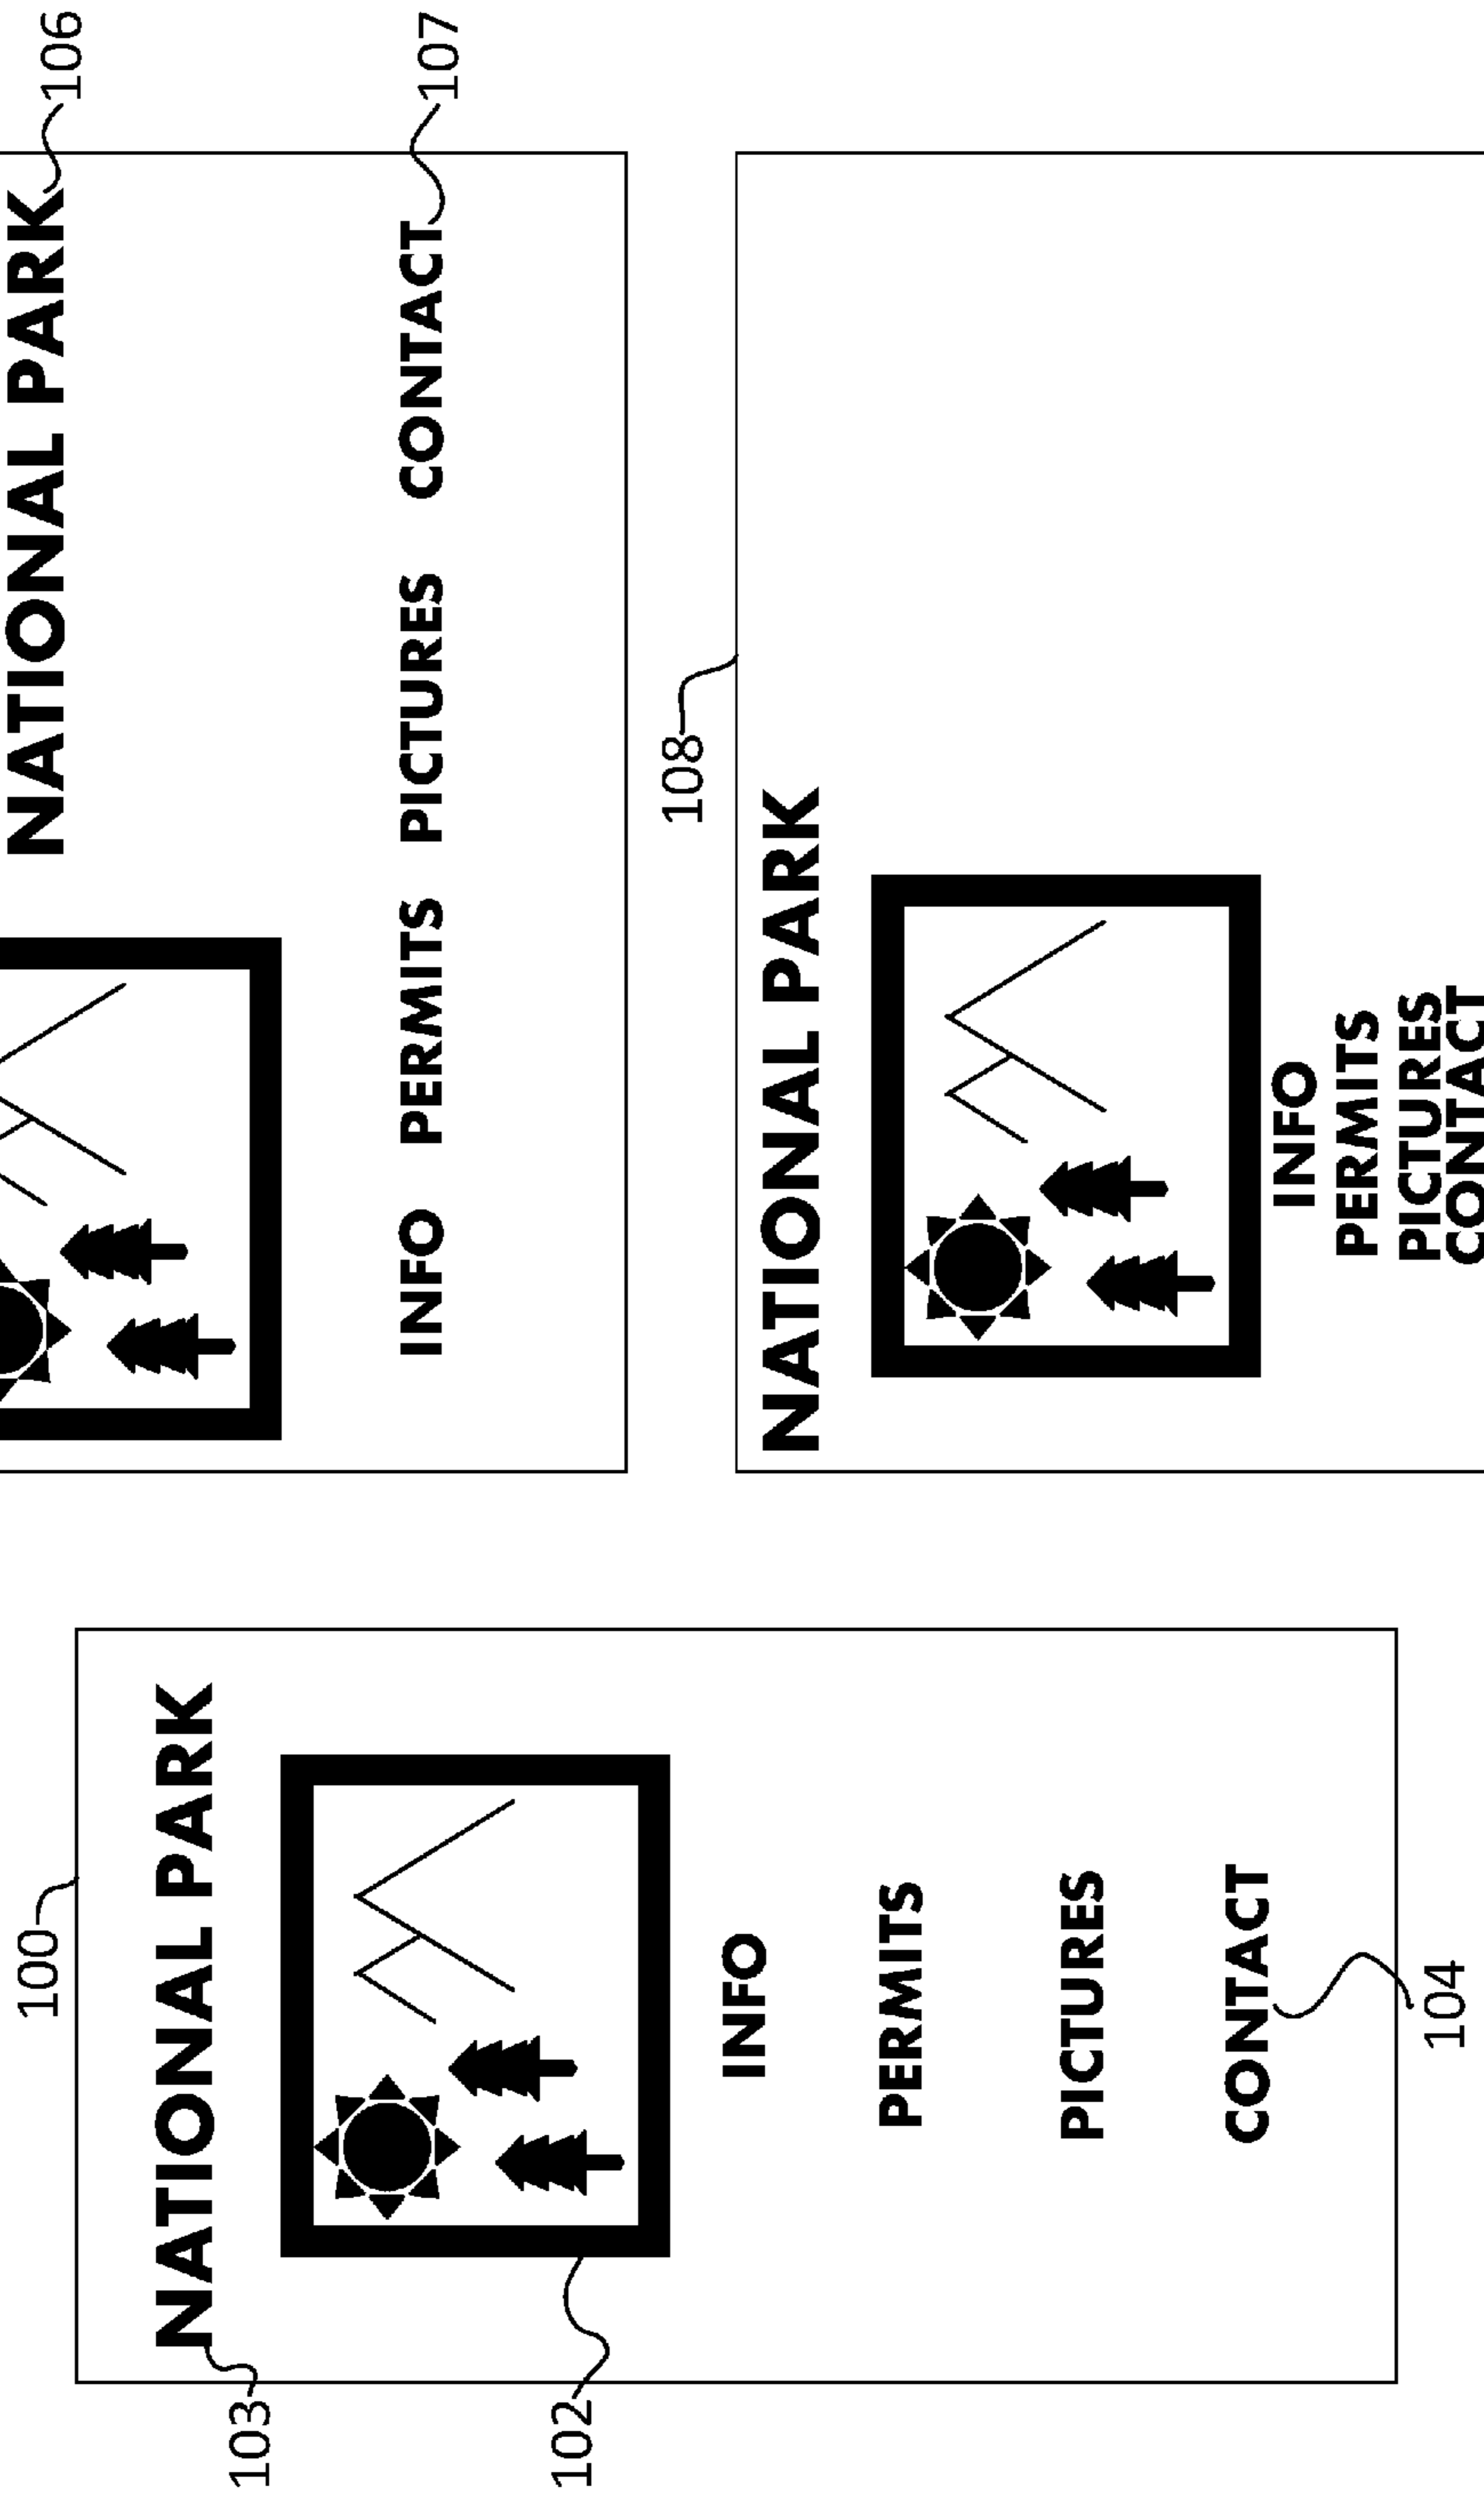 100
NATIONAL PARK
103
102
INFO
PERMITS
PICTURES
CONTACT
104
NATIONAL PARK
106
INFO PERMITS PICTURES CONTACT
107
108
NATIONAL PARK
INFO
PERMITS
PICTURES
CONTACT